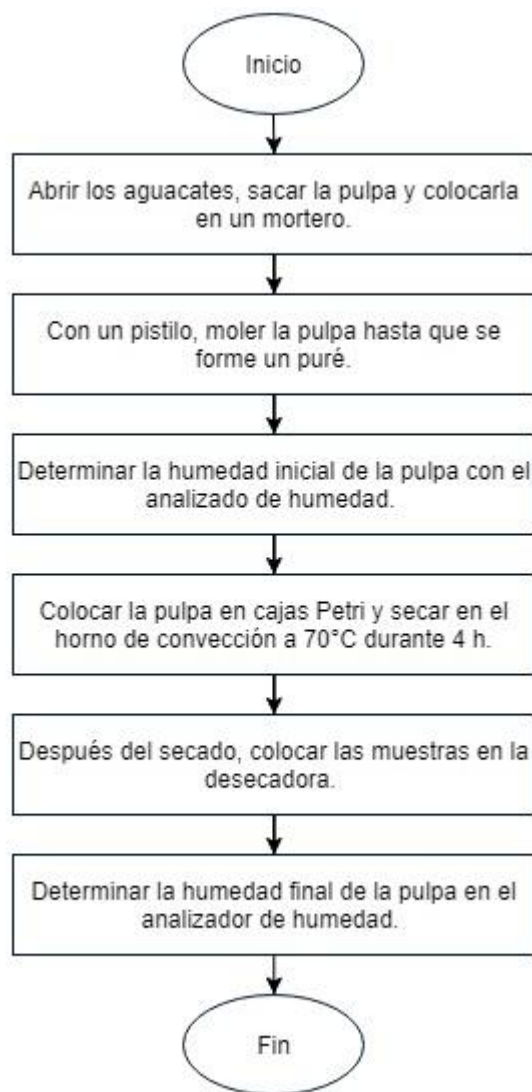 Inicio
Abrir los aguacates, sacar la pulpa y colocarla
en un mortero.
Con un pistilo, moler la pulpa hasta que se
forme un puré.
Determinar la humedad inicial de la pulpa con el
analizado de humedad.
Colocar la pulpa en cajas Petri y secar en el
horno de convección a 70°C durante 4 h.
Después del secado, colocar las muestras en la
desecadora.
Determinar la humedad final de la pulpa en el
analizador de humedad.
Fin